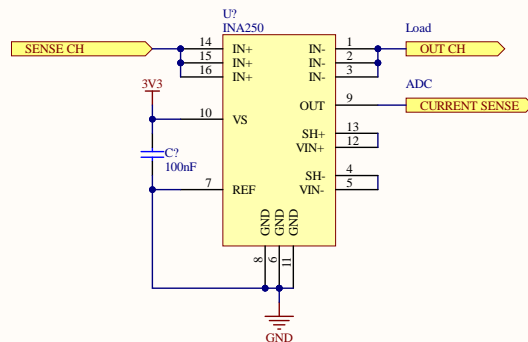 U?
INA250
SENSE CH
14
15
16
IN+
IN+
IN+
IN-
IN-
IN-
1
2
3
Load
OUT CH
ADC
OUT
9
CURRENT SENSE
3V3
10
VS
SH+
VIN+
13
12
C?
100nF
SH-
VIN-
4
5
7
REF
GND
GND
GND
8
6
11
GND